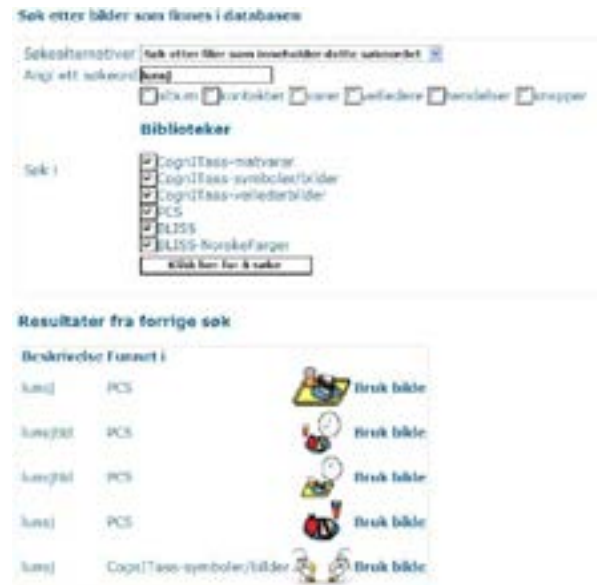 Søk etter bilder som finnes i databasen
Søkealternativer Søk etter filer som inneholder dette søkeordet
Angi ett søkeord lunsj
album kontakter varer veiledere hendelser knapper
Biblioteker
Søk i
CognITass-matvarer
CognITass-symboler/bilder
CognITass-veilederbilder
PCS
BLISS
BLISS-NorskeFarger
Klikk her for å søke
Resultater fra forrige søk
Beskrivelse Funnet i
lunsj PCS Bruk bilde
lunsjtid PCS Bruk bilde
lunsjtid PCS Bruk bilde
lunsj PCS Bruk bilde
lunsj CognITass-symboler/bilder Bruk bilde